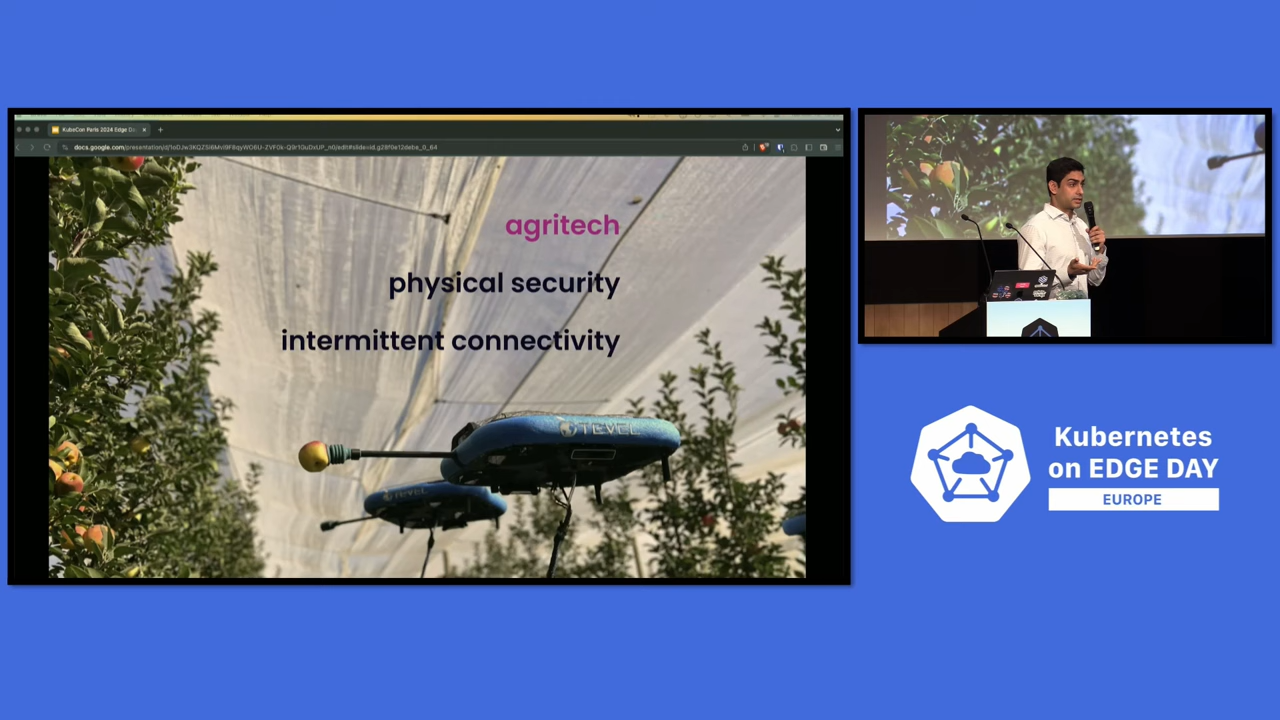 KubeCon Paris 2024 Edge Da
agritech
physical security
intermittent connectivity
TEVEL
TEVEL
Kubernetes
on EDGE DAY
EUROPE